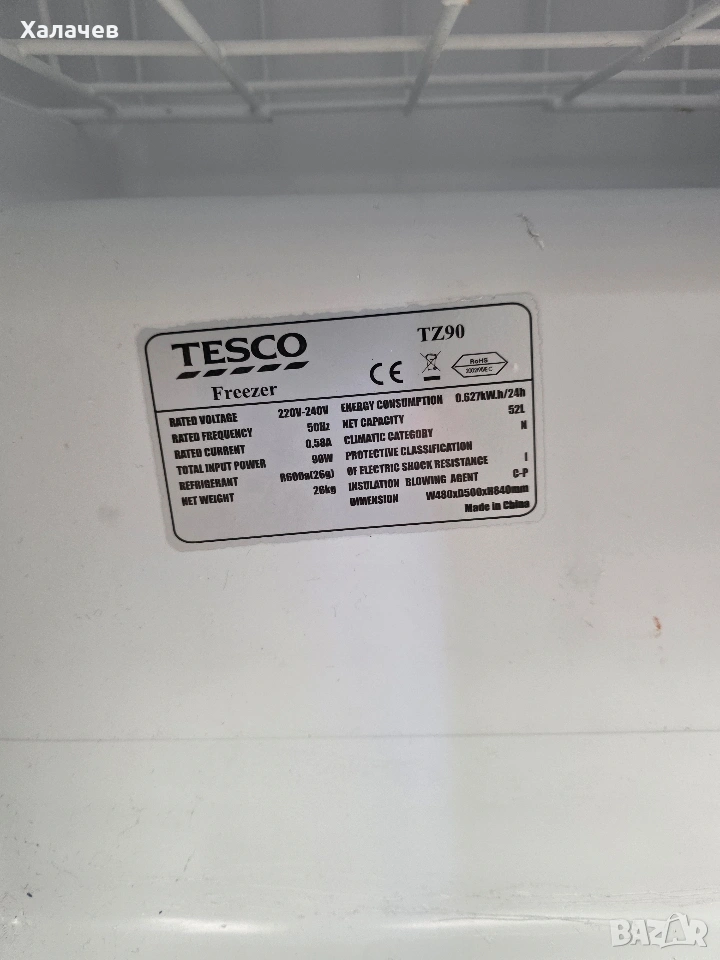 Халачев
TESCO
Freezer
TZ90
CE
RoHS
RATED VOLTAGE 220V-240V
RATED FREQUENCY 50Hz
RATED CURRENT 0.58A
TOTAL INPUT POWER 90W
REFRIGERANT R600a(26g)
NET WEIGHT 26kg
ENERGY CONSUMPTION 0.627kW.h/24h
NET CAPACITY 52L
CLIMATIC CATEGORY N
PROTECTIVE CLASSIFICATION
OF ELECTRIC SHOCK RESISTANCE I
INSULATION BLOWING AGENT C-P
DIMENSION W480xD500xH840mm
Made in China
BAZAR